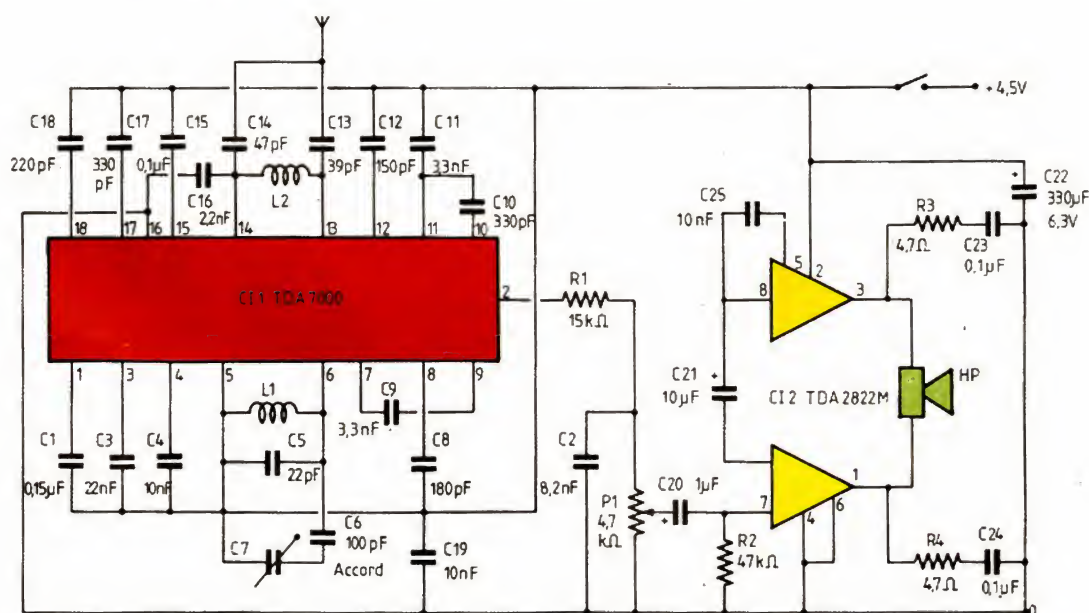 +4,5V
C18
C17
C15
C14
C13
C12
C11
220pF
330
pF
0,1µF
47pF
39pF
150pF
3,3nF
C16
2,2nF
L2
C10
330pF
18
17
16
15
14
13
12
11
10
CI1 TDA7000
2
R1
15kΩ
1
3
4
5
6
7
8
9
L1
C9
3,3nF
C1
0,15µF
C3
22nF
C4
10nF
C5
22pF
C8
180pF
C7
C6
100pF
Accord
C19
10nF
C2
8,2nF
P1
4,7
kΩ
C20
1µF
+
R2
47kΩ
C25
10nF
5
2
8
3
+
C21
10µF
CI2 TDA2822M
HP
7
1
4
6
R3
4,7Ω
C23
0,1µF
+
C22
330µF
6,3V
R4
4,7Ω
C24
0,1µF
0